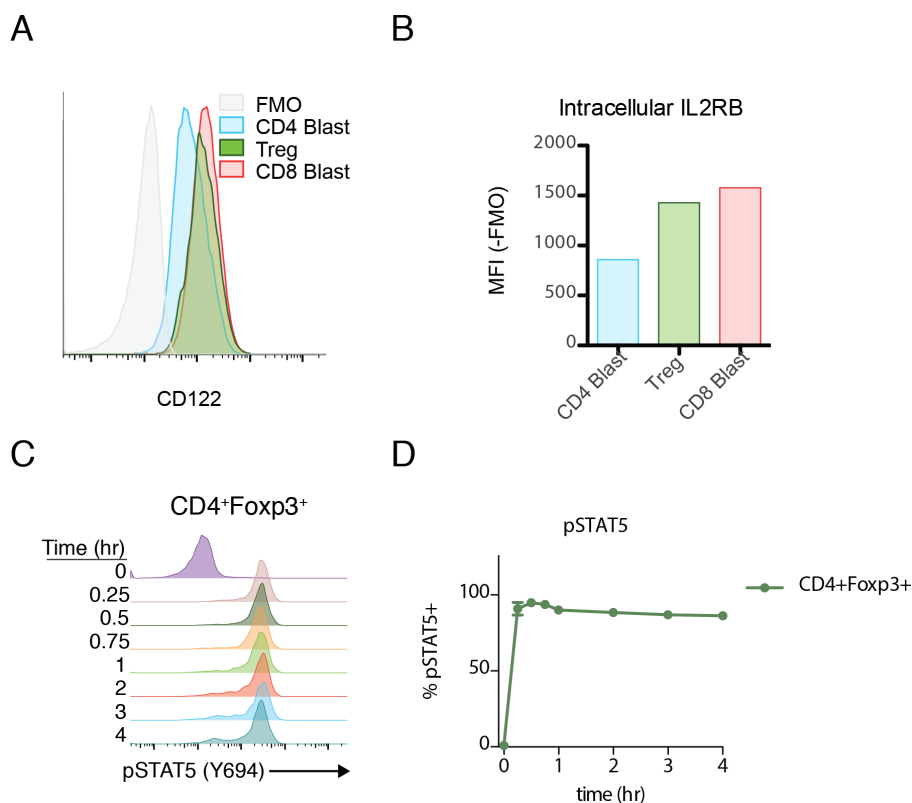 A
FMO
CD4 Blast
Treg
CD8 Blast
CD122
B
Intracellular IL2RB
MFI (-FMO)
2000
1500
1000
500
0
CD4 Blast
Treg
CD8 Blast
C
CD4+Foxp3+
Time (hr)
0
0.25
0.5
0.75
1
2
3
4
pSTAT5 (Y694)
D
pSTAT5
CD4+Foxp3+
% pSTAT5+
100
50
0
0 1 2 3 4
time (hr)